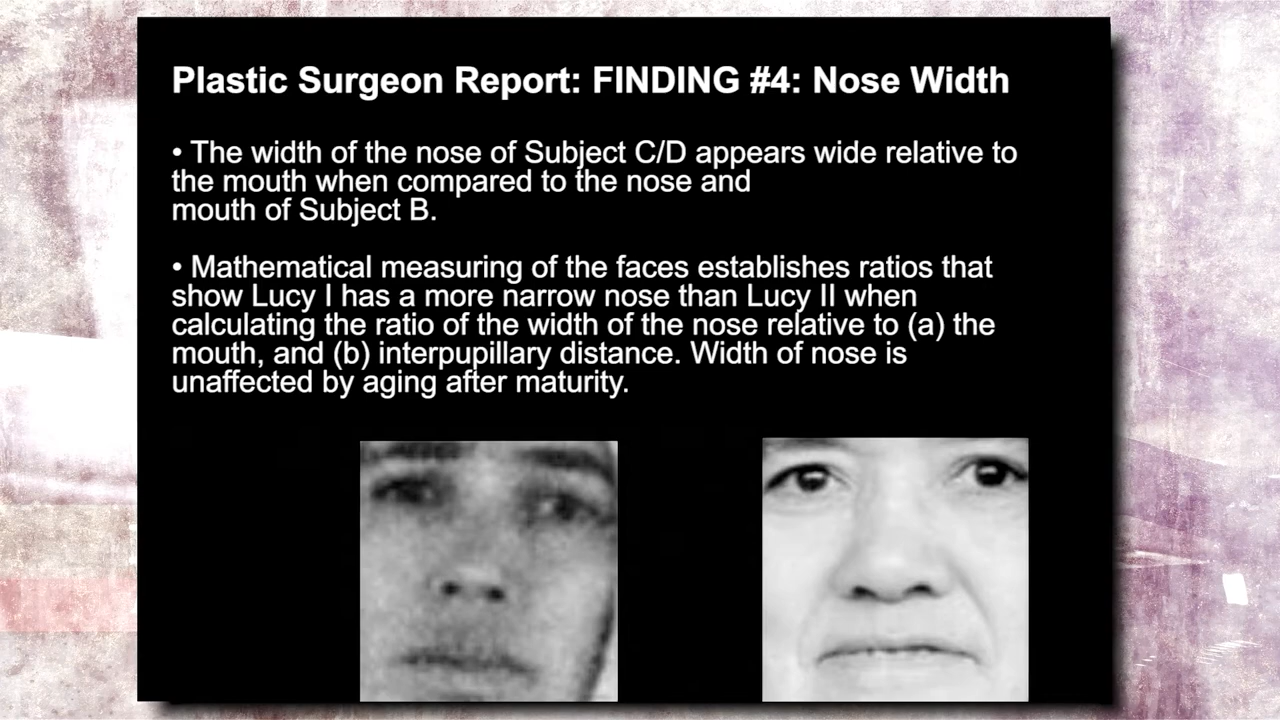 Plastic Surgeon Report: FINDING #4: Nose Width
• The width of the nose of Subject C/D appears wide relative to
the mouth when compared to the nose and
mouth of Subject B.
• Mathematical measuring of the faces establishes ratios that
show Lucy I has a more narrow nose than Lucy II when
calculating the ratio of the width of the nose relative to (a) the
mouth, and (b) interpupillary distance. Width of nose is
unaffected by aging after maturity.